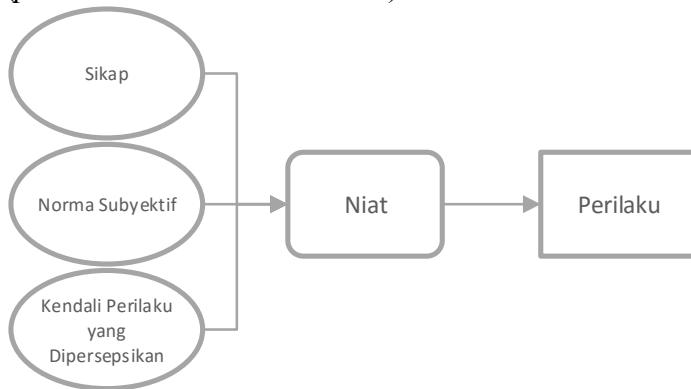 Sikap
Norma Subyektif
Kendali Perilaku
yang
Dipersepsikan
Niat
Perilaku